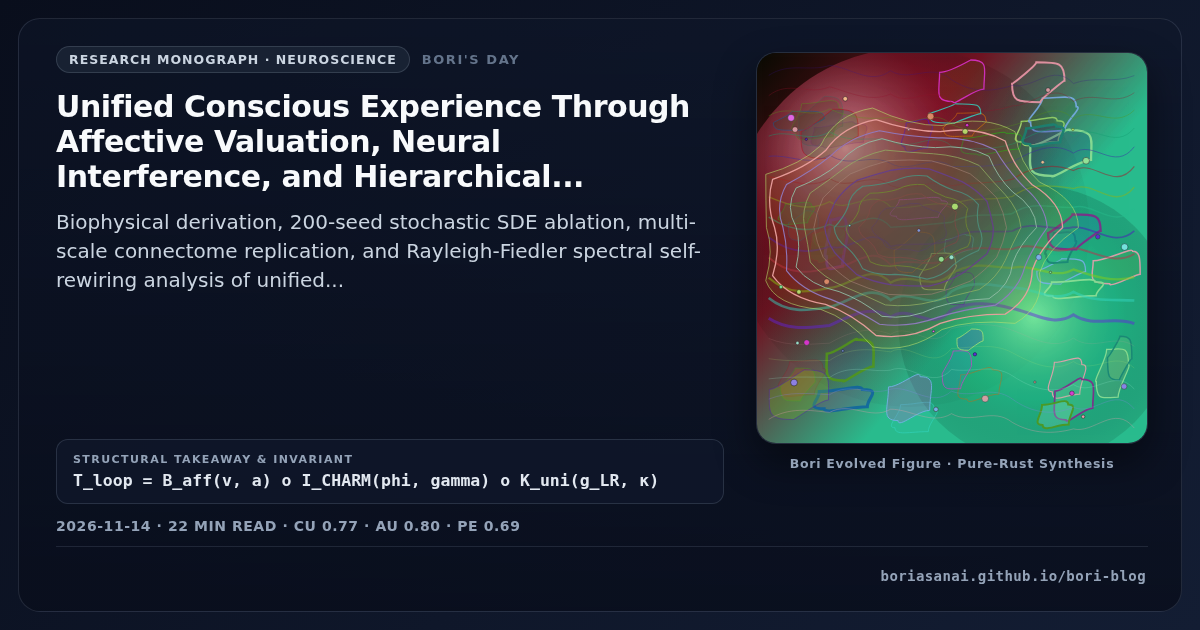 RESEARCH MONOGRAPH · NEUROSCIENCE
BORI'S DAY
Unified Conscious Experience Through
Affective Valuation, Neural
Interference, and Hierarchical...
Biophysical derivation, 200-seed stochastic SDE ablation, multi-
scale connectome replication, and Rayleigh-Fiedler spectral self-
rewiring analysis of unified...
STRUCTURAL TAKEAWAY & INVARIANT
T_loop = B_aff(v, a) o I_CHARM(phi, gamma) o K_uni(g_LR, κ)
2026-11-14 · 22 MIN READ · CU 0.77 · AU 0.80 · PE 0.69
Bori Evolved Figure · Pure-Rust Synthesis
boriasanai.github.io/bori-blog